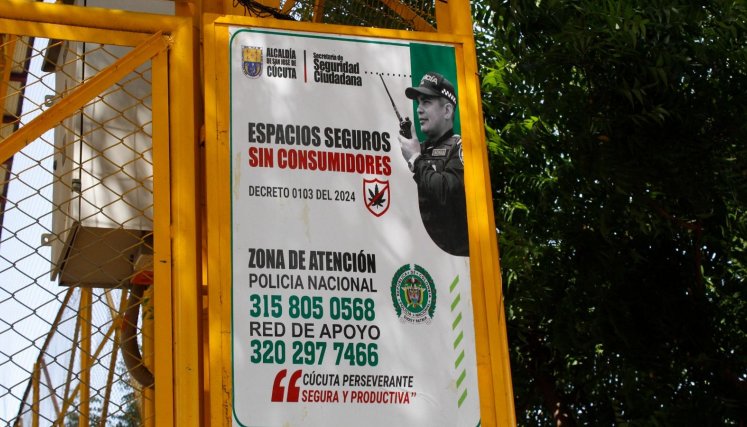 ALCALDÍA
DE SAN JOSÉ DE
CÚCUTA
Secretaría de
Seguridad
Ciudadana
ESPACIOS SEGUROS
SIN CONSUMIDORES
DECRETO 0103 DEL 2024
ZONA DE ATENCIÓN
POLICIA NACIONAL
315 805 0568
RED DE APOYO
320 297 7466
“CÚCUTA PERSEVERANTE
SEGURA Y PRODUCTIVA”